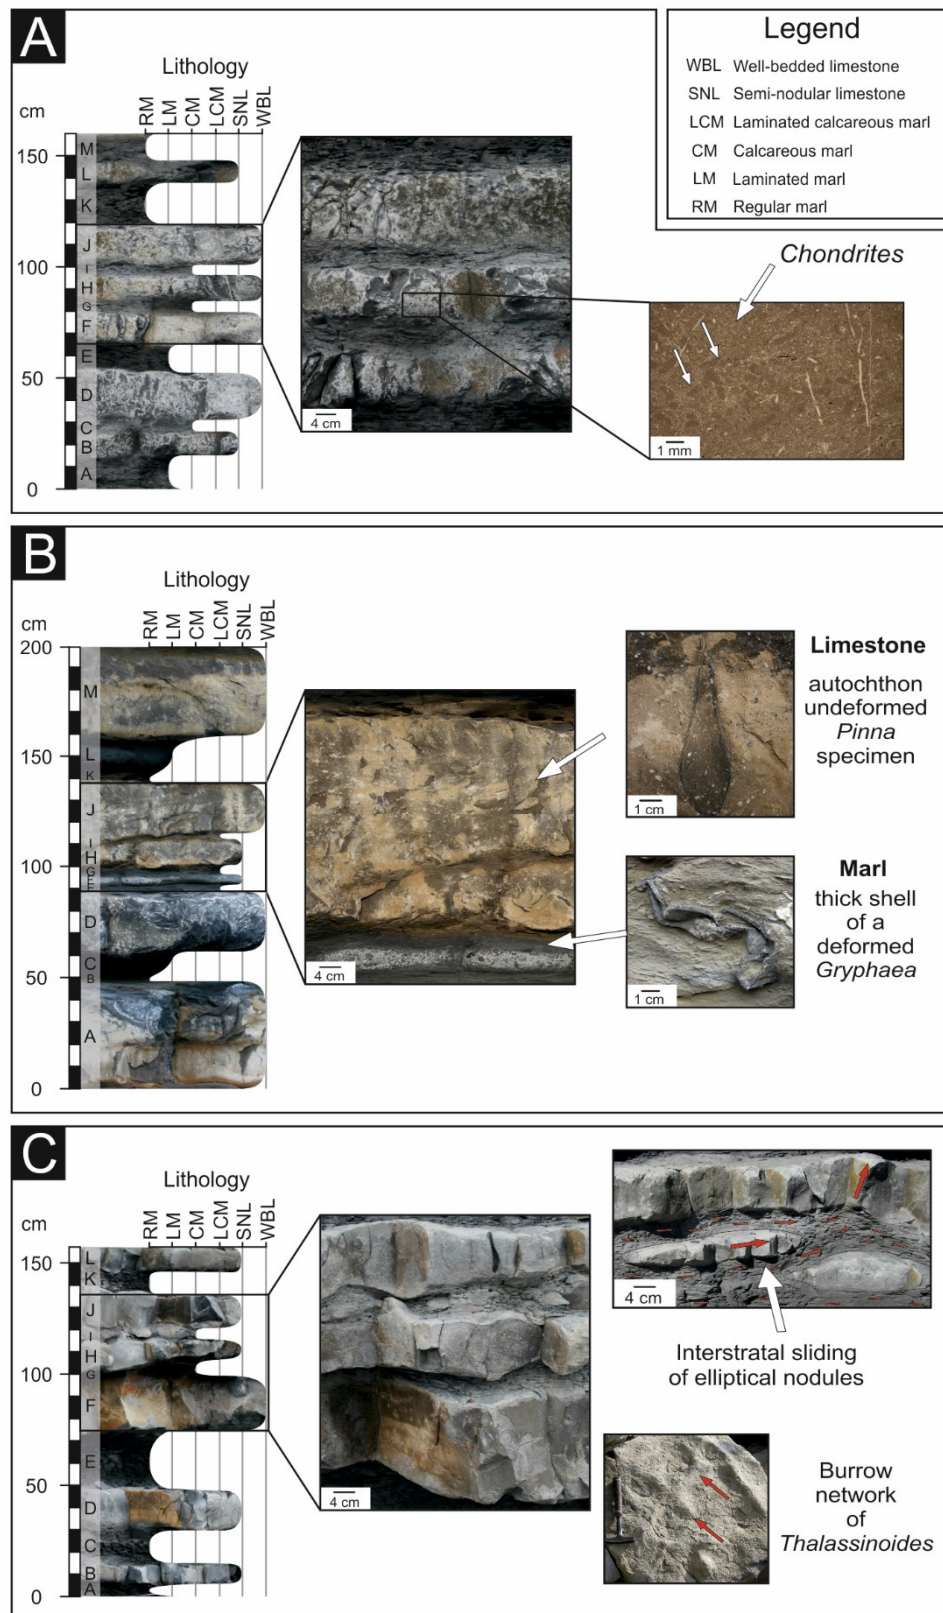 A
Legend
WBL Well-bedded limestone
SNL Semi-nodular limestone
LCM Laminated calcareous marl
CM Calcareous marl
LM Laminated marl
RM Regular marl
Lithology
cm
RM LM CM LCM SNL WBL
150
100
50
0
M
L
K
J
I
H
G
F
E
D
C
B
A
4 cm
Chondrites
1 mm
B
Lithology
cm
RM LM CM LCM SNL WBL
200
150
100
50
0
M
L
K
J
I
H
G
F
E
D
C
B
A
4 cm
Limestone
autochthon
undeformed
Pinna
specimen
1 cm
Marl
thick shell
of a
deformed
Gryphaea
1 cm
C
Lithology
cm
RM LM CM LCM SNL WBL
150
100
50
0
L
K
J
I
H
G
F
E
D
C
B
A
4 cm
4 cm
Interstratal sliding
of elliptical nodules
Burrow
network
of
Thalassinoides